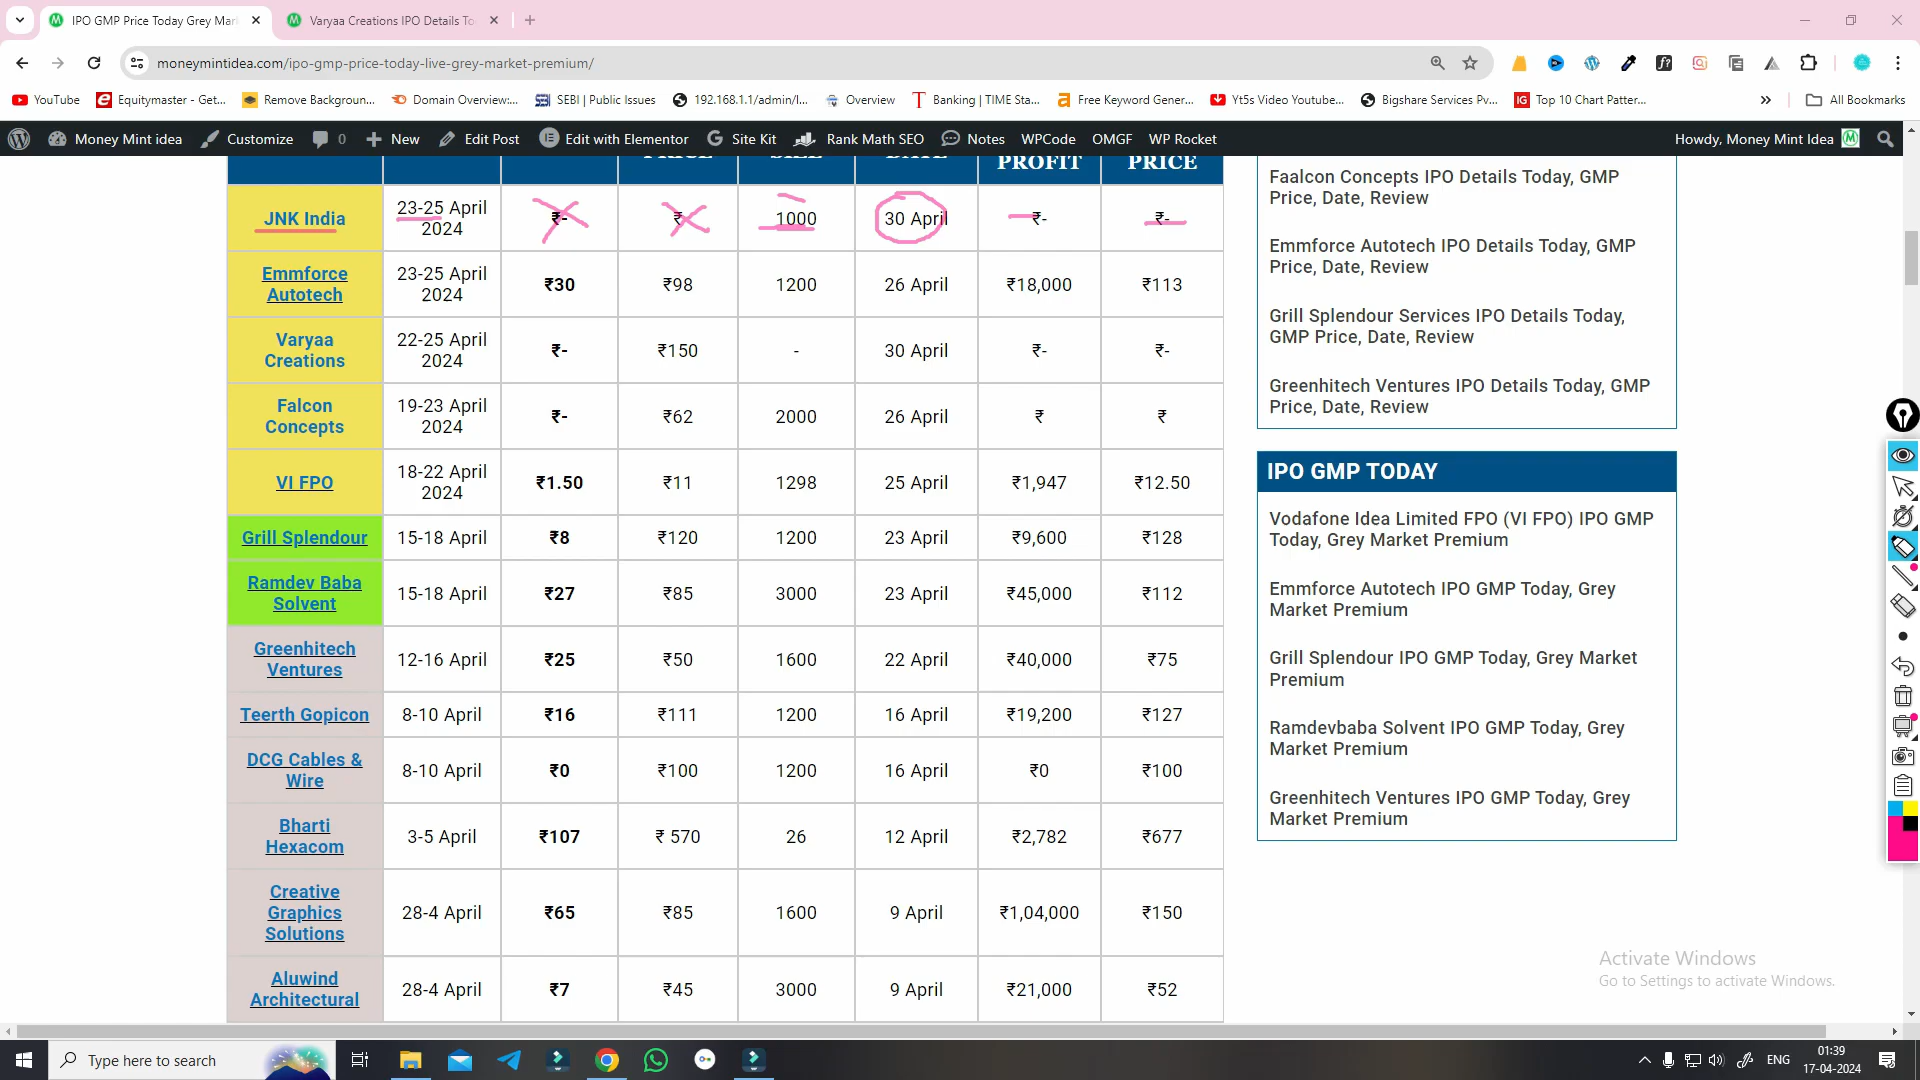 IPO GMP Price Today Grey Mar
Varyaa Creations IPO Details To
moneymintidea.com/ipo-gmp-price-today-live-grey-market-premium/
YouTube
Equitymaster - Get...
Remove Backgroun...
Domain Overview:...
SEBI | Public Issues
192.168.1.1/admin/l...
Overview
Banking | TIME Sta...
Free Keyword Gener...
Yt5s Video Youtube...
Bigshare Services Pv...
Top 10 Chart Patter...
All Bookmarks
Money Mint idea
Customize
0
New
Edit Post
Edit with Elementor
Site Kit
Rank Math SEO
Notes
WPCode
OMGF
WP Rocket
Howdy, Money Mint Idea
PRICE SIZE DATE PROFIT PRICE
JNK India 23-25 April 2024 ₹- ₹ 1000 30 April ₹- ₹-
Emmforce Autotech 23-25 April 2024 ₹30 ₹98 1200 26 April ₹18,000 ₹113
Varyaa Creations 22-25 April 2024 ₹- ₹150 - 30 April ₹- ₹-
Falcon Concepts 19-23 April 2024 ₹- ₹62 2000 26 April ₹ ₹
VI FPO 18-22 April 2024 ₹1.50 ₹11 1298 25 April ₹1,947 ₹12.50
Grill Splendour 15-18 April ₹8 ₹120 1200 23 April ₹9,600 ₹128
Ramdev Baba Solvent 15-18 April ₹27 ₹85 3000 23 April ₹45,000 ₹112
Greenhitech Ventures 12-16 April ₹25 ₹50 1600 22 April ₹40,000 ₹75
Teerth Gopicon 8-10 April ₹16 ₹111 1200 16 April ₹19,200 ₹127
DCG Cables & Wire 8-10 April ₹0 ₹100 1200 16 April ₹0 ₹100
Bharti Hexacom 3-5 April ₹107 ₹ 570 26 12 April ₹2,782 ₹677
Creative Graphics Solutions 28-4 April ₹65 ₹85 1600 9 April ₹1,04,000 ₹150
Aluwind Architectural 28-4 April ₹7 ₹45 3000 9 April ₹21,000 ₹52
Faalcon Concepts IPO Details Today, GMP
Price, Date, Review
Emmforce Autotech IPO Details Today, GMP
Price, Date, Review
Grill Splendour Services IPO Details Today,
GMP Price, Date, Review
Greenhitech Ventures IPO Details Today, GMP
Price, Date, Review
IPO GMP TODAY
Vodafone Idea Limited FPO (VI FPO) IPO GMP
Today, Grey Market Premium
Emmforce Autotech IPO GMP Today, Grey
Market Premium
Grill Splendour IPO GMP Today, Grey Market
Premium
Ramdevbaba Solvent IPO GMP Today, Grey
Market Premium
Greenhitech Ventures IPO GMP Today, Grey
Market Premium
Activate Windows
Go to Settings to activate Windows.
Type here to search
ENG
01:39
17-04-2024